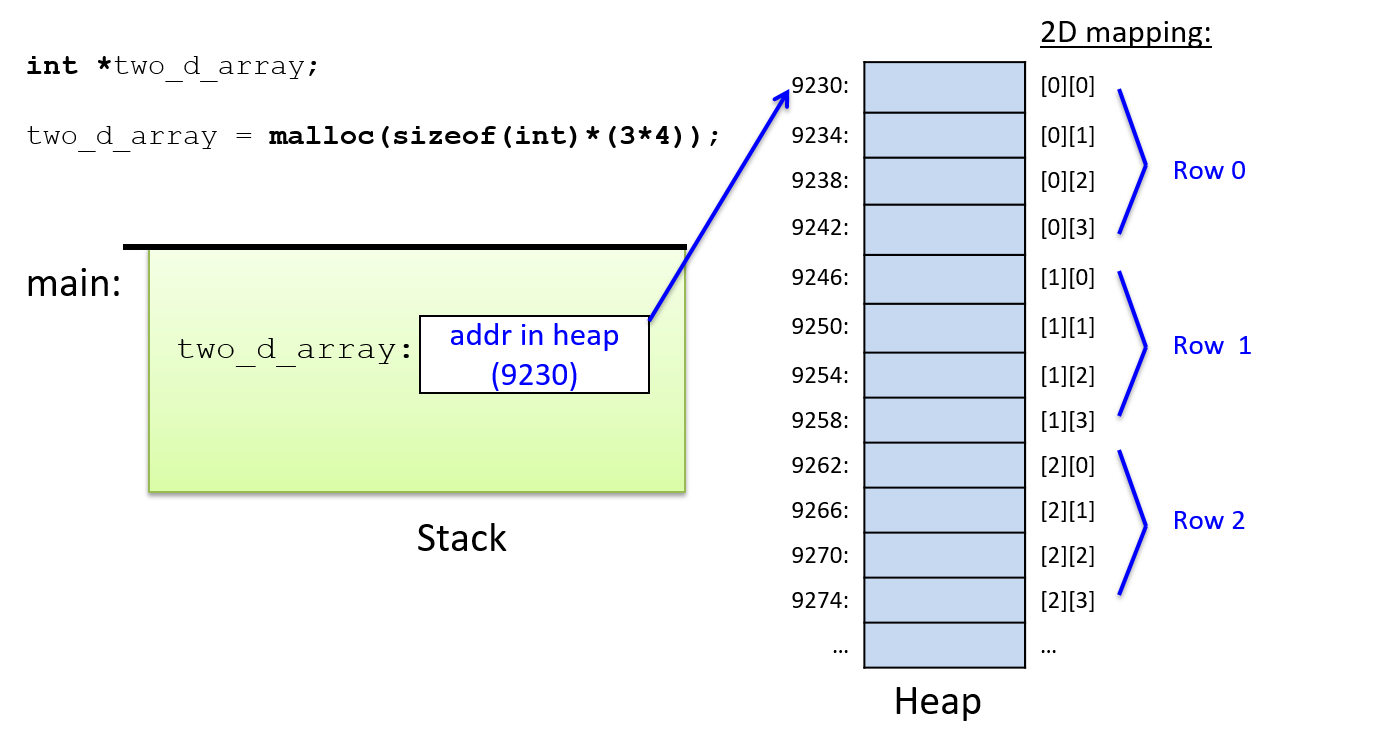 int *two_d_array;
two_d_array = malloc(sizeof(int)*(3*4));
main:
two_d_array:
addr in heap
(9230)
Stack
2D mapping:
9230: [0][0]
9234: [0][1]
9238: [0][2]
9242: [0][3]
Row 0
9246: [1][0]
9250: [1][1]
9254: [1][2]
9258: [1][3]
Row 1
9262: [2][0]
9266: [2][1]
9270: [2][2]
9274: [2][3]
Row 2
... ...
Heap